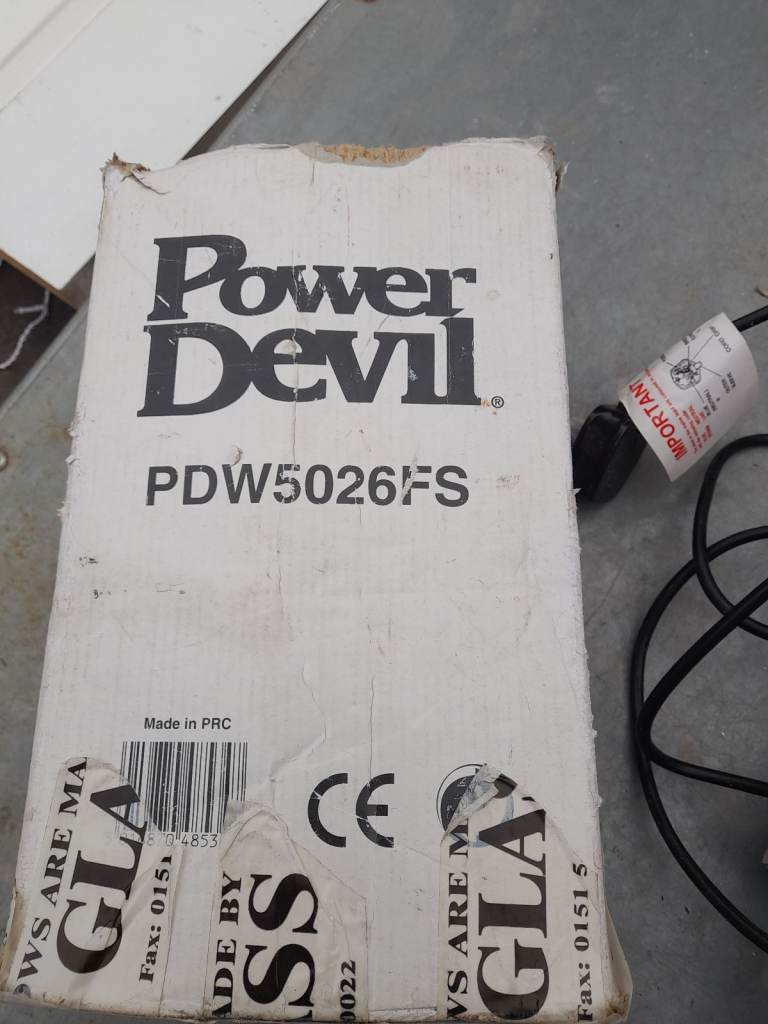 Power
Devil®
PDW5026FS
IMPORTANT
Made in PRC
4853
CE
OWS ARE MA
GLA
Fax: 0151
ADE BY
SS
0022
WS ARE M
GLA
Fax: 0151 5